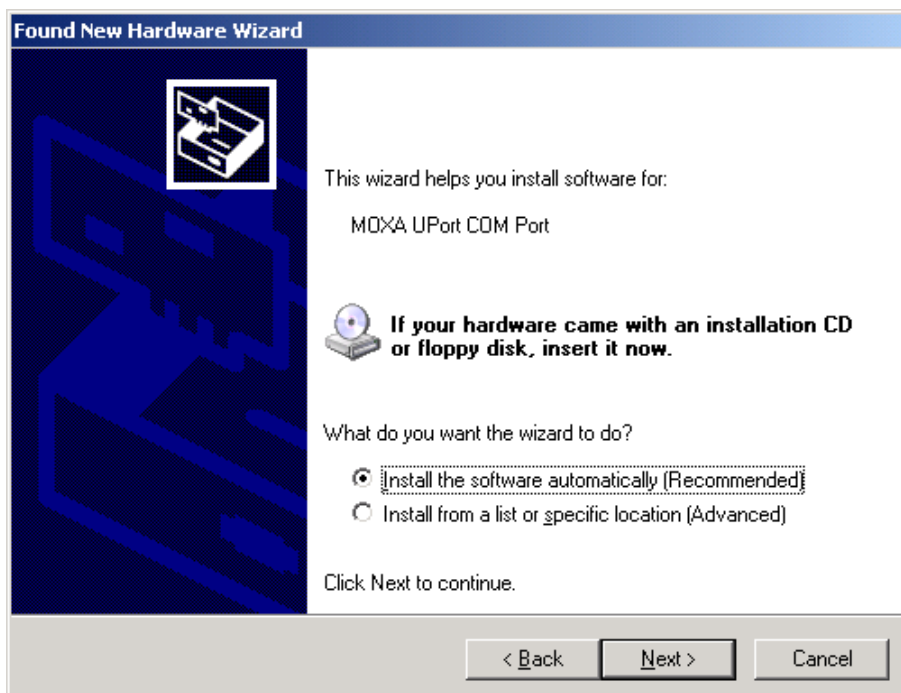 Found New Hardware Wizard
This wizard helps you install software for:
MOXA UPort COM Port
If your hardware came with an installation CD
or floppy disk, insert it now.
What do you want the wizard to do?
Install the software automatically (Recommended)
Install from a list or specific location (Advanced)
Click Next to continue.
< Back Next > Cancel